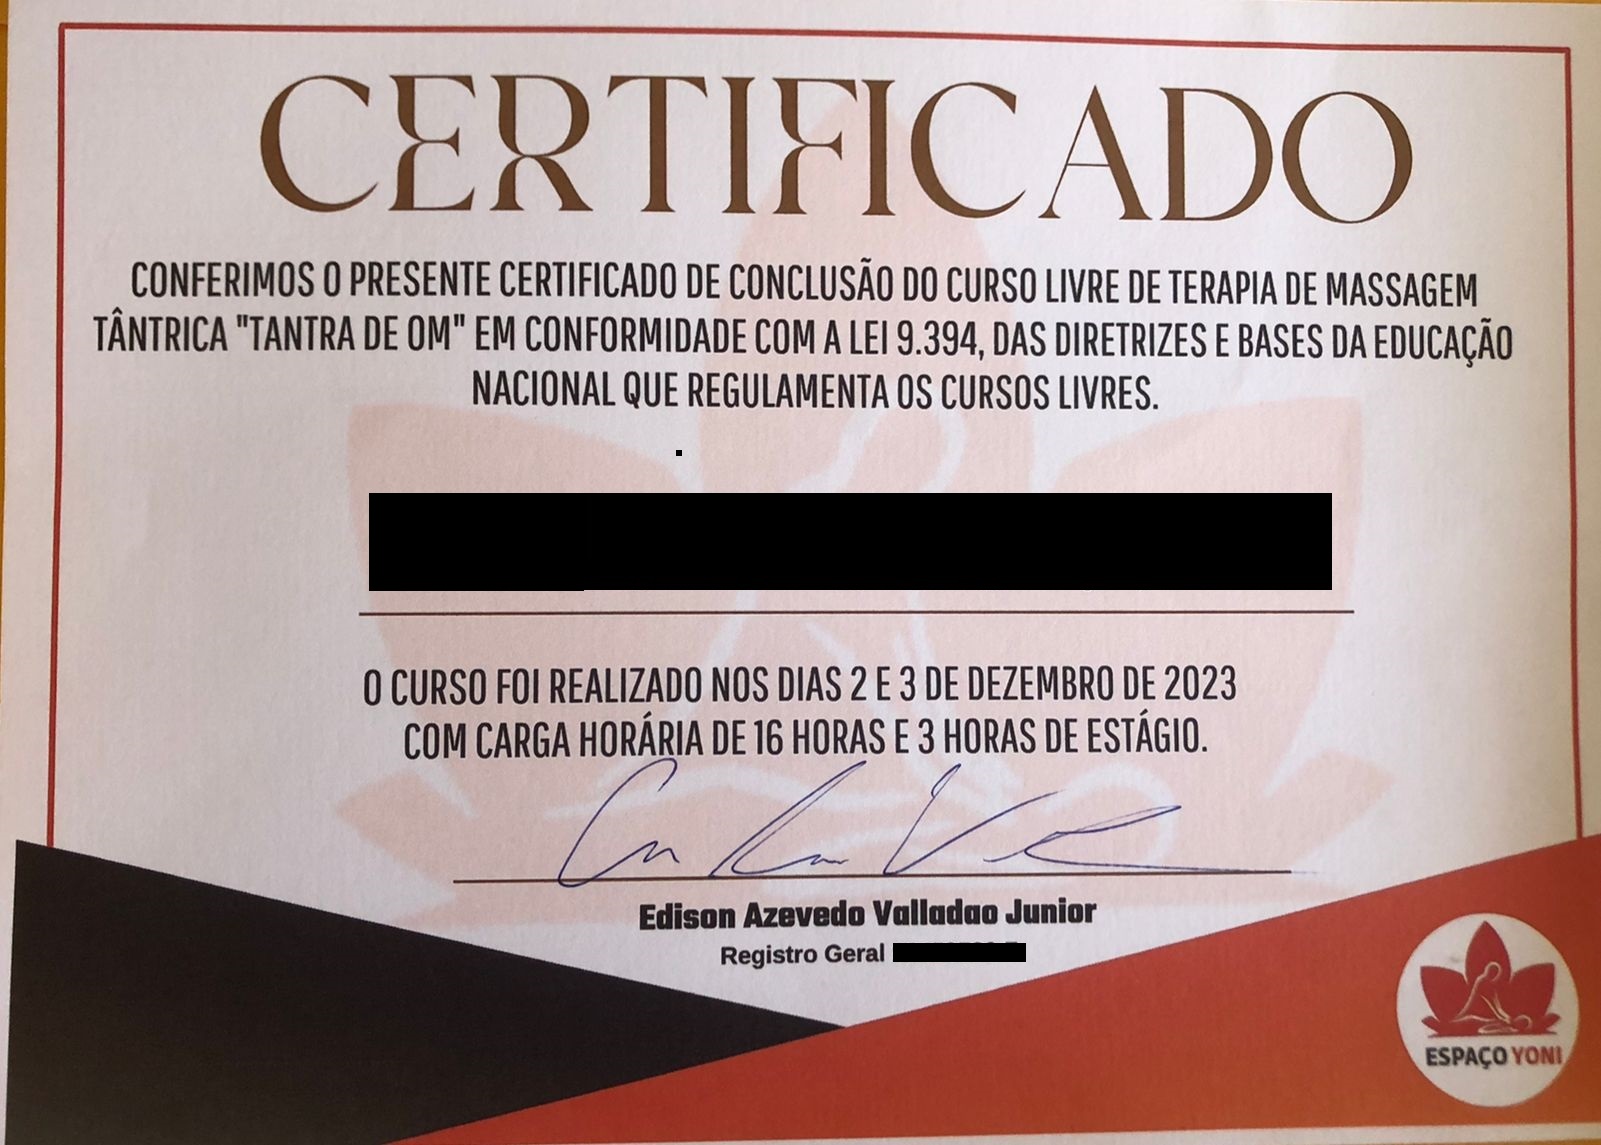 CERTIFICADO
CONFERIMOS O PRESENTE CERTIFICADO DE CONCLUSÃO DO CURSO LIVRE DE TERAPIA DE MASSAGEM
TÂNTRICA "TANTRA DE OM" EM CONFORMIDADE COM A LEI 9.394, DAS DIRETRIZES E BASES DA EDUCAÇÃO
NACIONAL QUE REGULAMENTA OS CURSOS LIVRES.
O CURSO FOI REALIZADO NOS DIAS 2 E 3 DE DEZEMBRO DE 2023
COM CARGA HORÁRIA DE 16 HORAS E 3 HORAS DE ESTÁGIO.
Edison Azevedo Valladao Junior
Registro Geral
ESPAÇO YONI